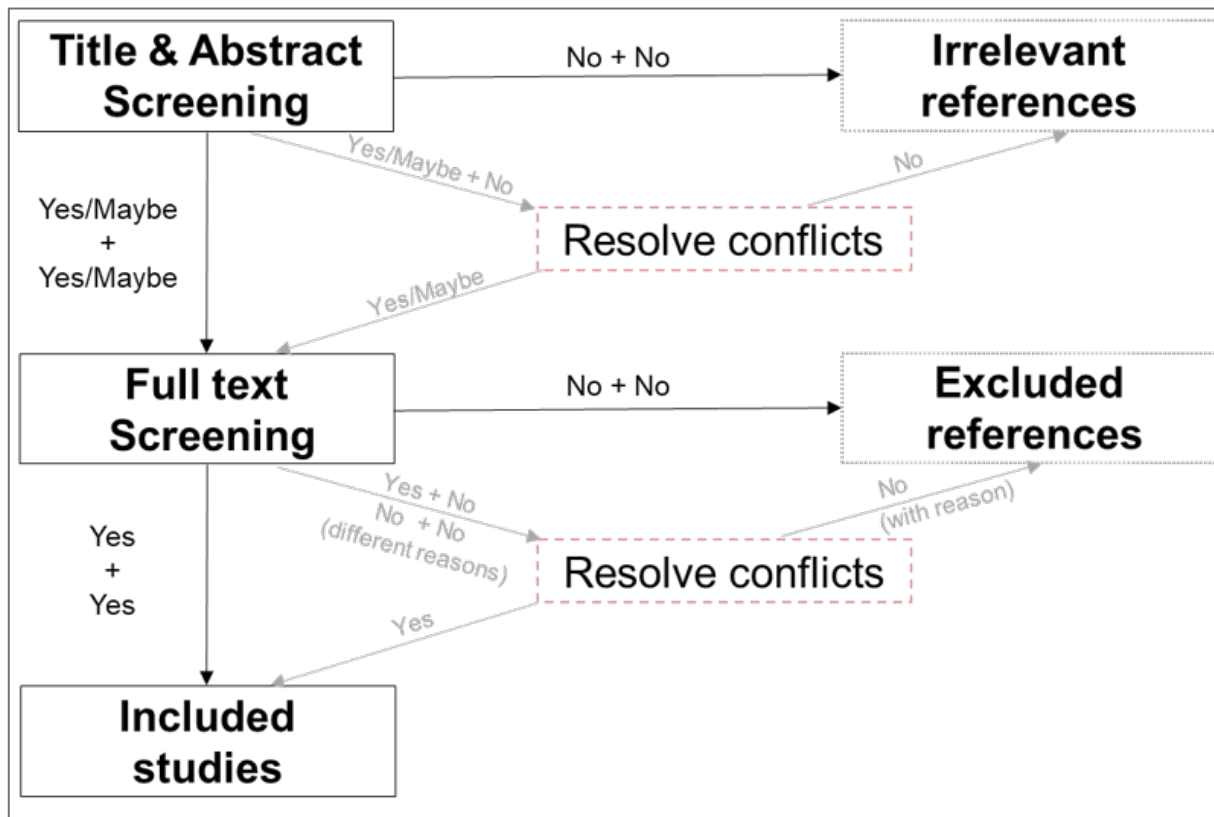 Title & Abstract
Screening
No + No
Irrelevant
references
Yes/Maybe + No
No
Yes/Maybe
+
Yes/Maybe
Resolve conflicts
Yes/Maybe
Full text
Screening
No + No
Excluded
references
Yes + No
No + No
(different reasons)
No
(with reason)
Yes
+
Yes
Resolve conflicts
Yes
Included
studies